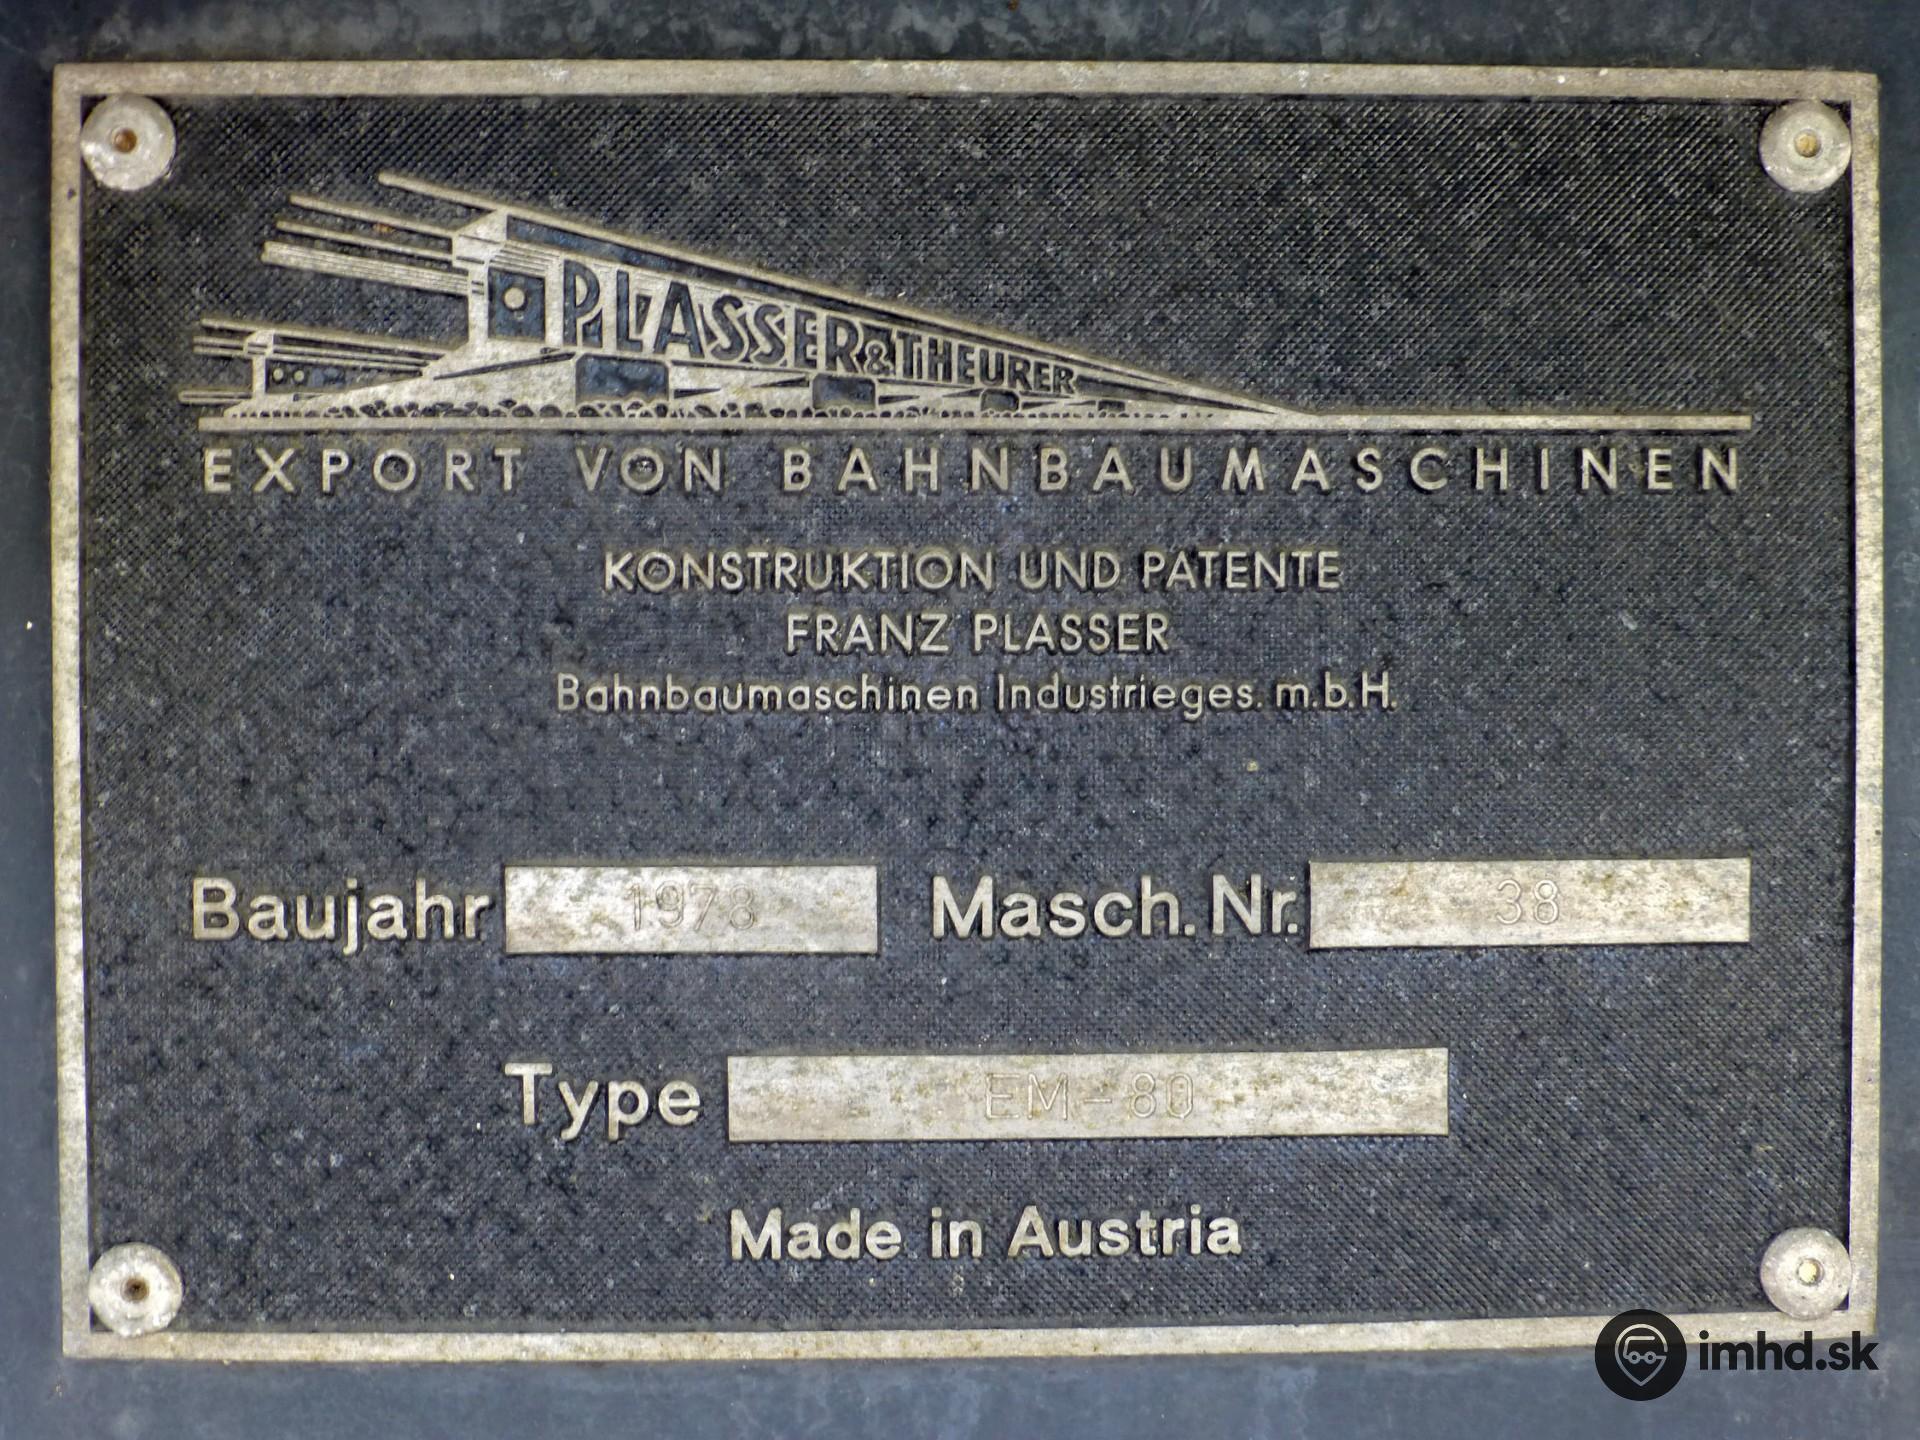 PLASSER & THEURER
EXPORT VON BAHNBAUMASCHINEN
KONSTRUKTION UND PATENTE
FRANZ PLASSER
Bahnbaumaschinen Industrieges. m.b.H.
Baujahr 1978 Masch. Nr. 38
Type EM-80
Made in Austria
imhd.sk